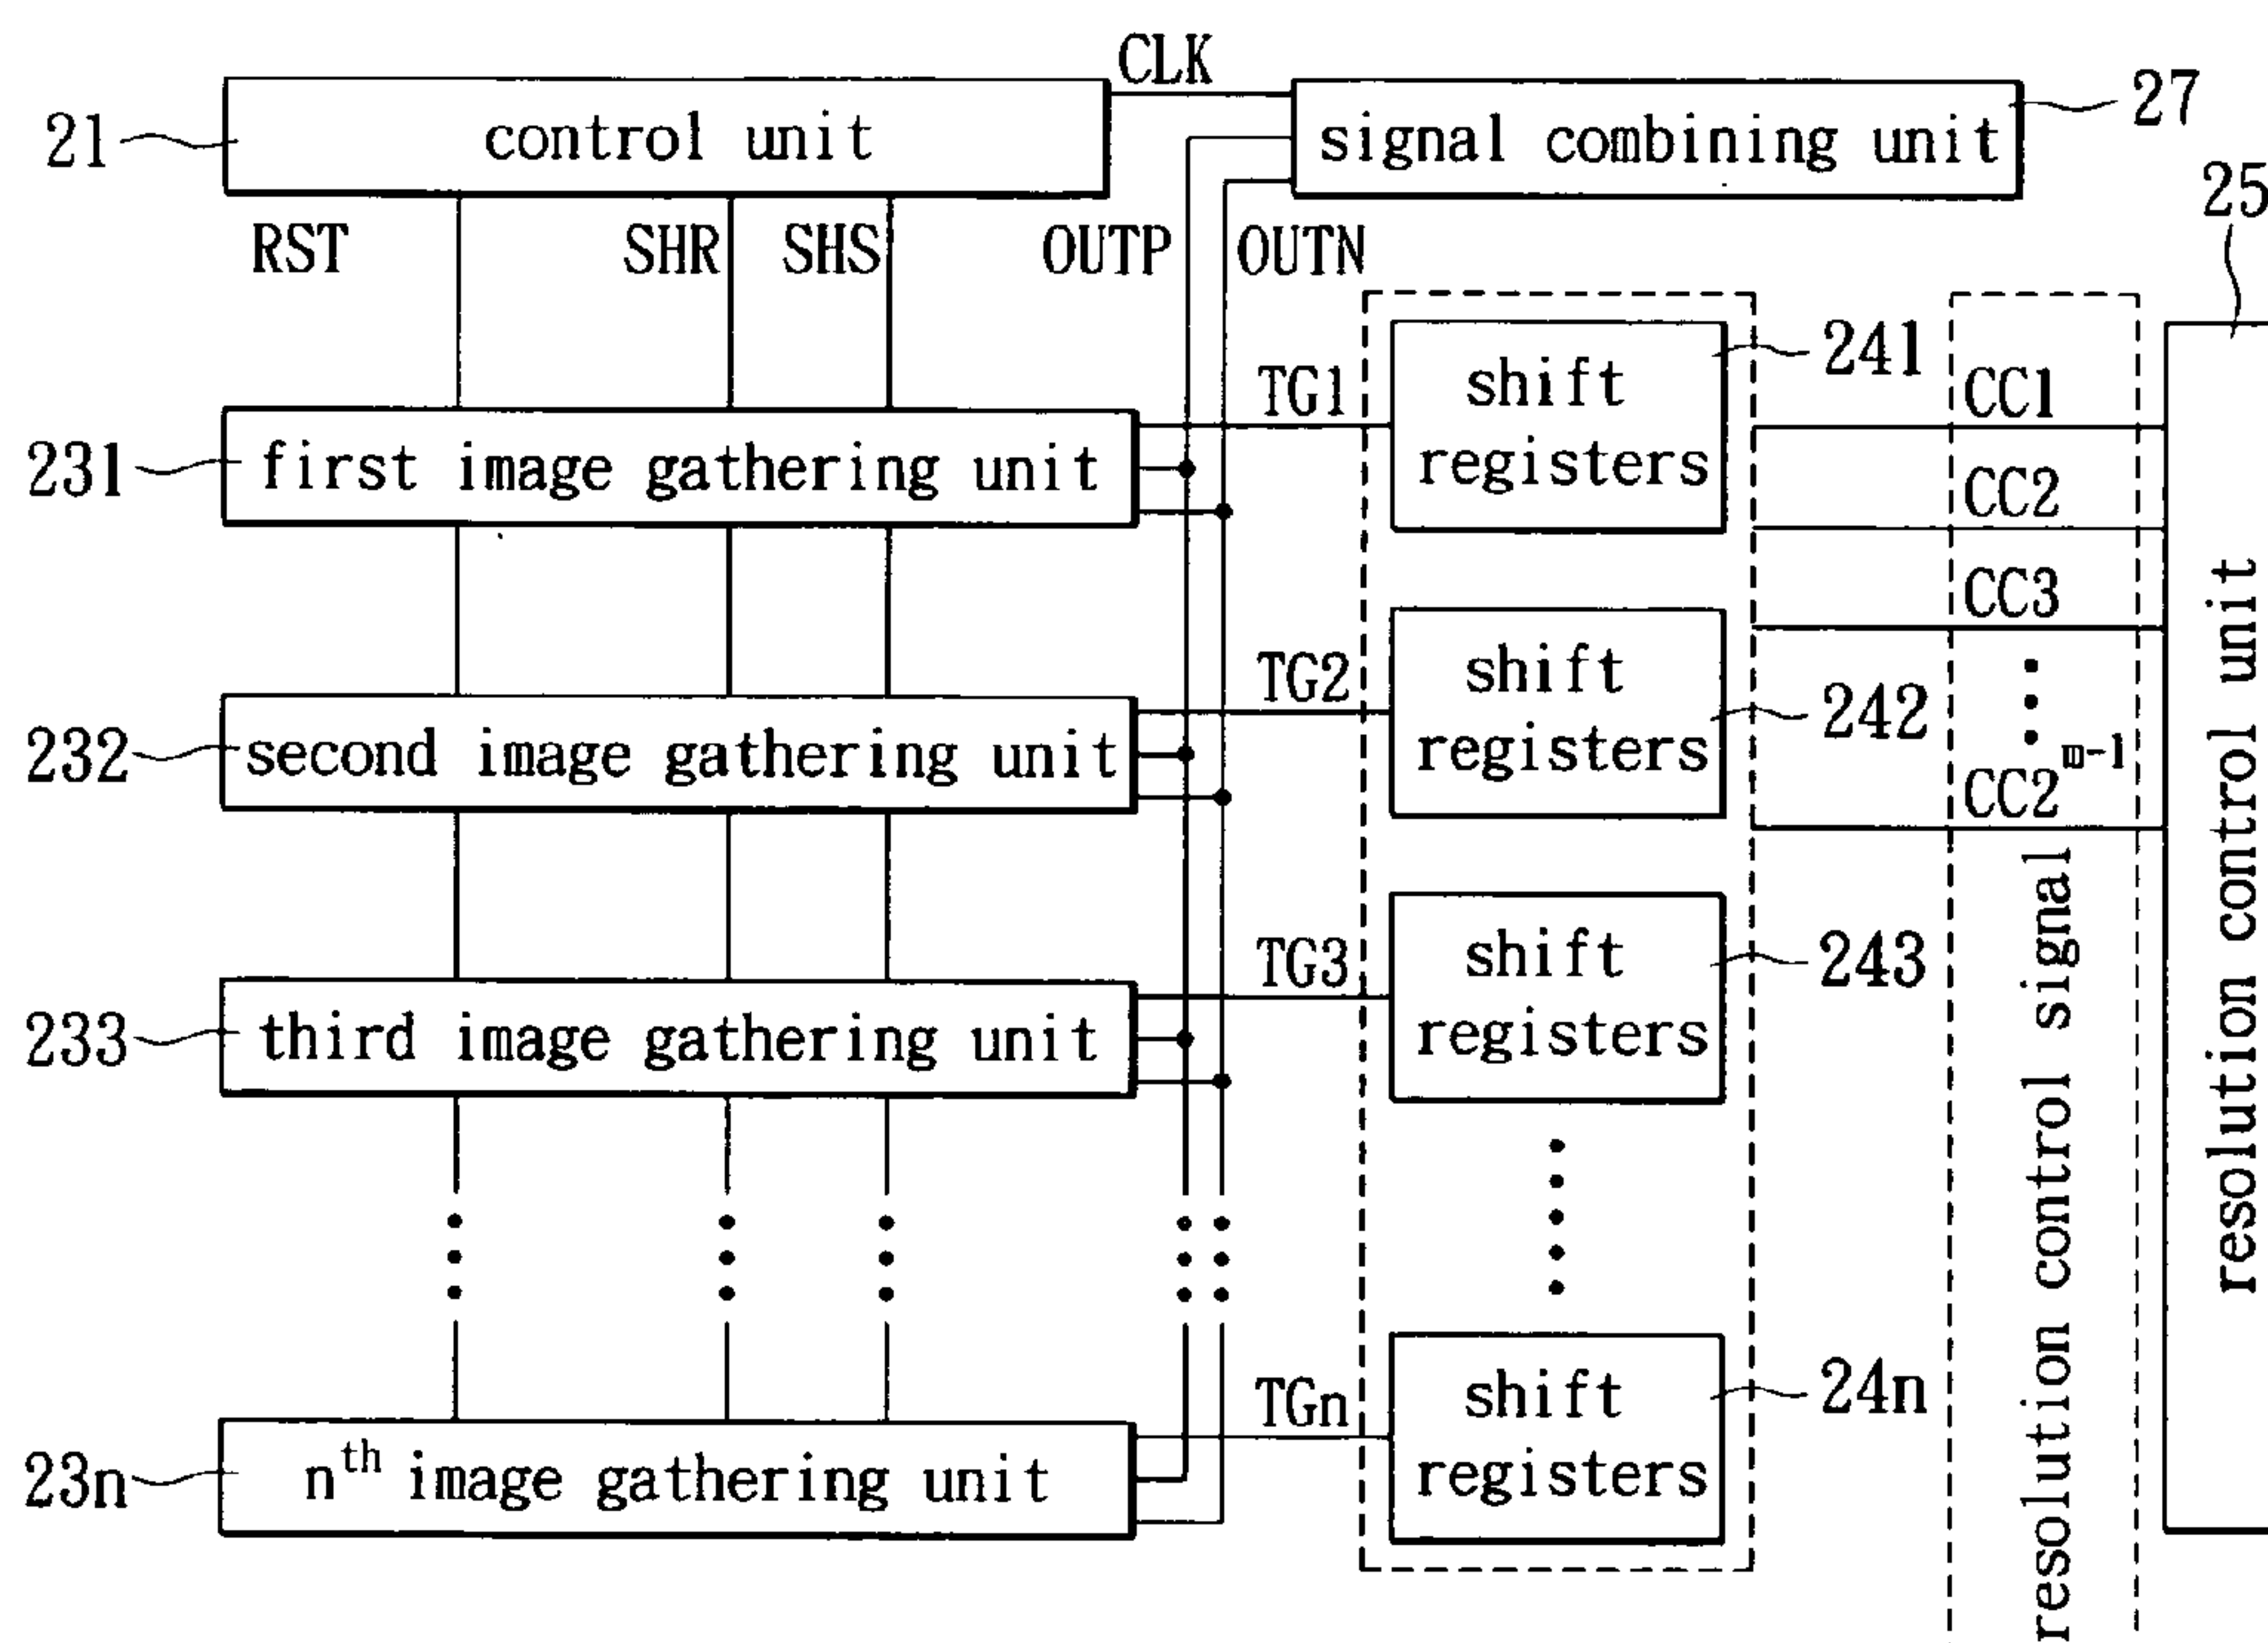 CLK
21
control unit
signal combining unit
27
25
RST
SHR
SHS
OUTP
OUTN
241
TG1
shift
registers
CC1
231
first image gathering unit
CC2
CC3
TG2
shift
registers
242
232
second image gathering unit
CC2^{m-1}
TG3
shift
registers
243
233
third image gathering unit
resolution control signal
resolution control unit
TGn
shift
registers
24n
23n
n^{th} image gathering unit